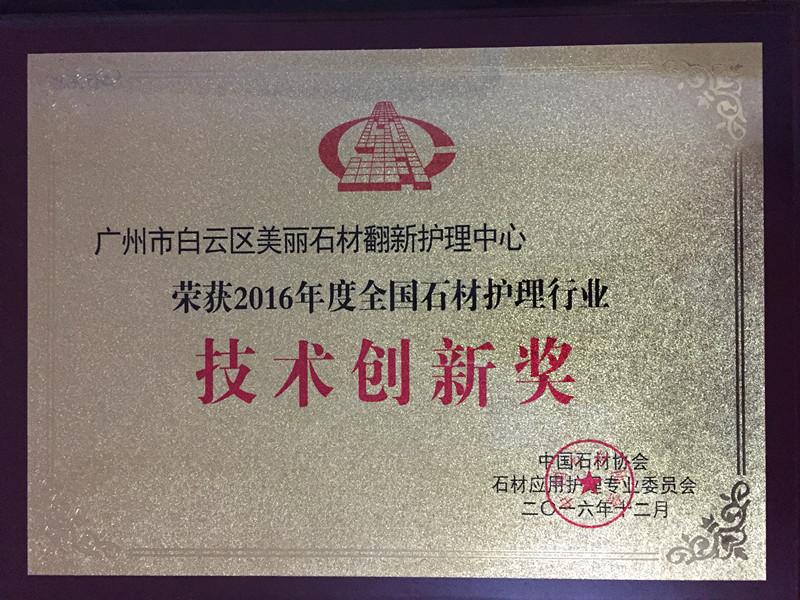 广州市白云区美丽石材翻新护理中心
荣获2016年度全国石材护理行业
技术创新奖
中国石材协会
石材应用护理专业委员会
二〇一六年十二月